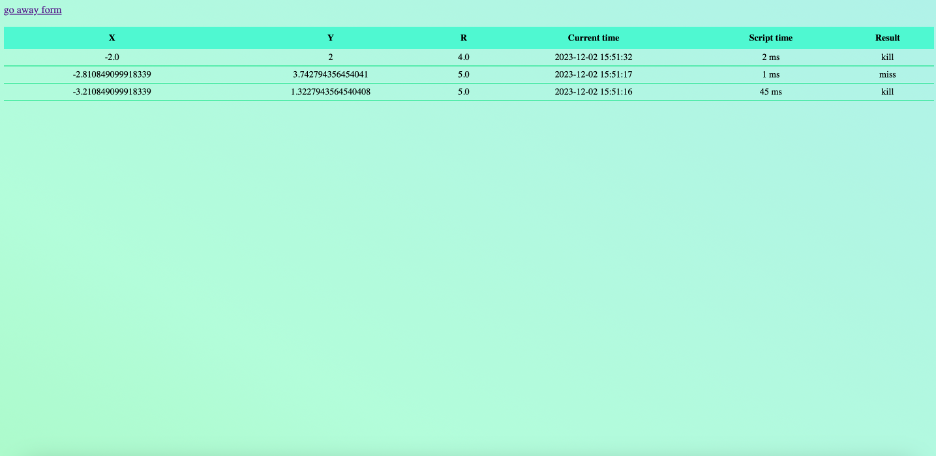 go away form
X Y R Current time Script time Result
-2.0 2 4.0 2023-12-02 15:51:32 2 ms kill
-2.810849099918339 3.742794356454041 5.0 2023-12-02 15:51:17 1 ms miss
-3.210849099918339 1.3227943564540408 5.0 2023-12-02 15:51:16 45 ms kill